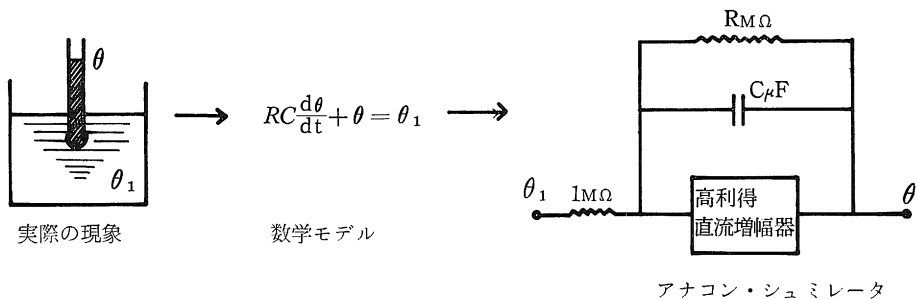 θ
θ₁
実際の現象
RC dθ/dt + θ = θ₁
数学モデル
RMΩ
CμF
θ₁
1MΩ
高利得
直流増幅器
θ
アナコン・シュミレータ